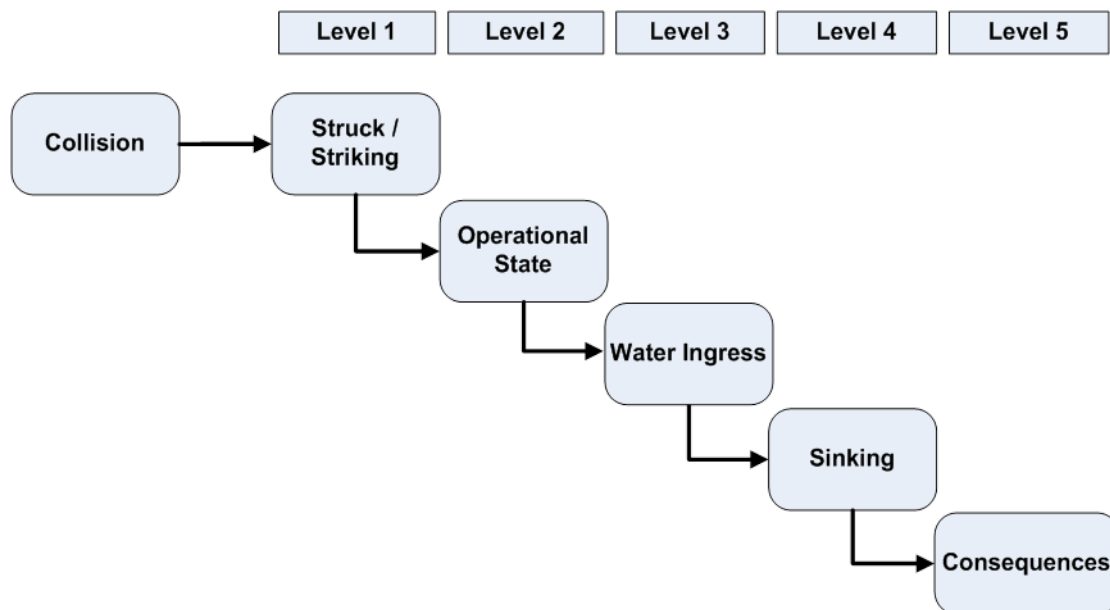 Level 1
Level 2
Level 3
Level 4
Level 5
Collision
Struck /
Striking
Operational
State
Water Ingress
Sinking
Consequences